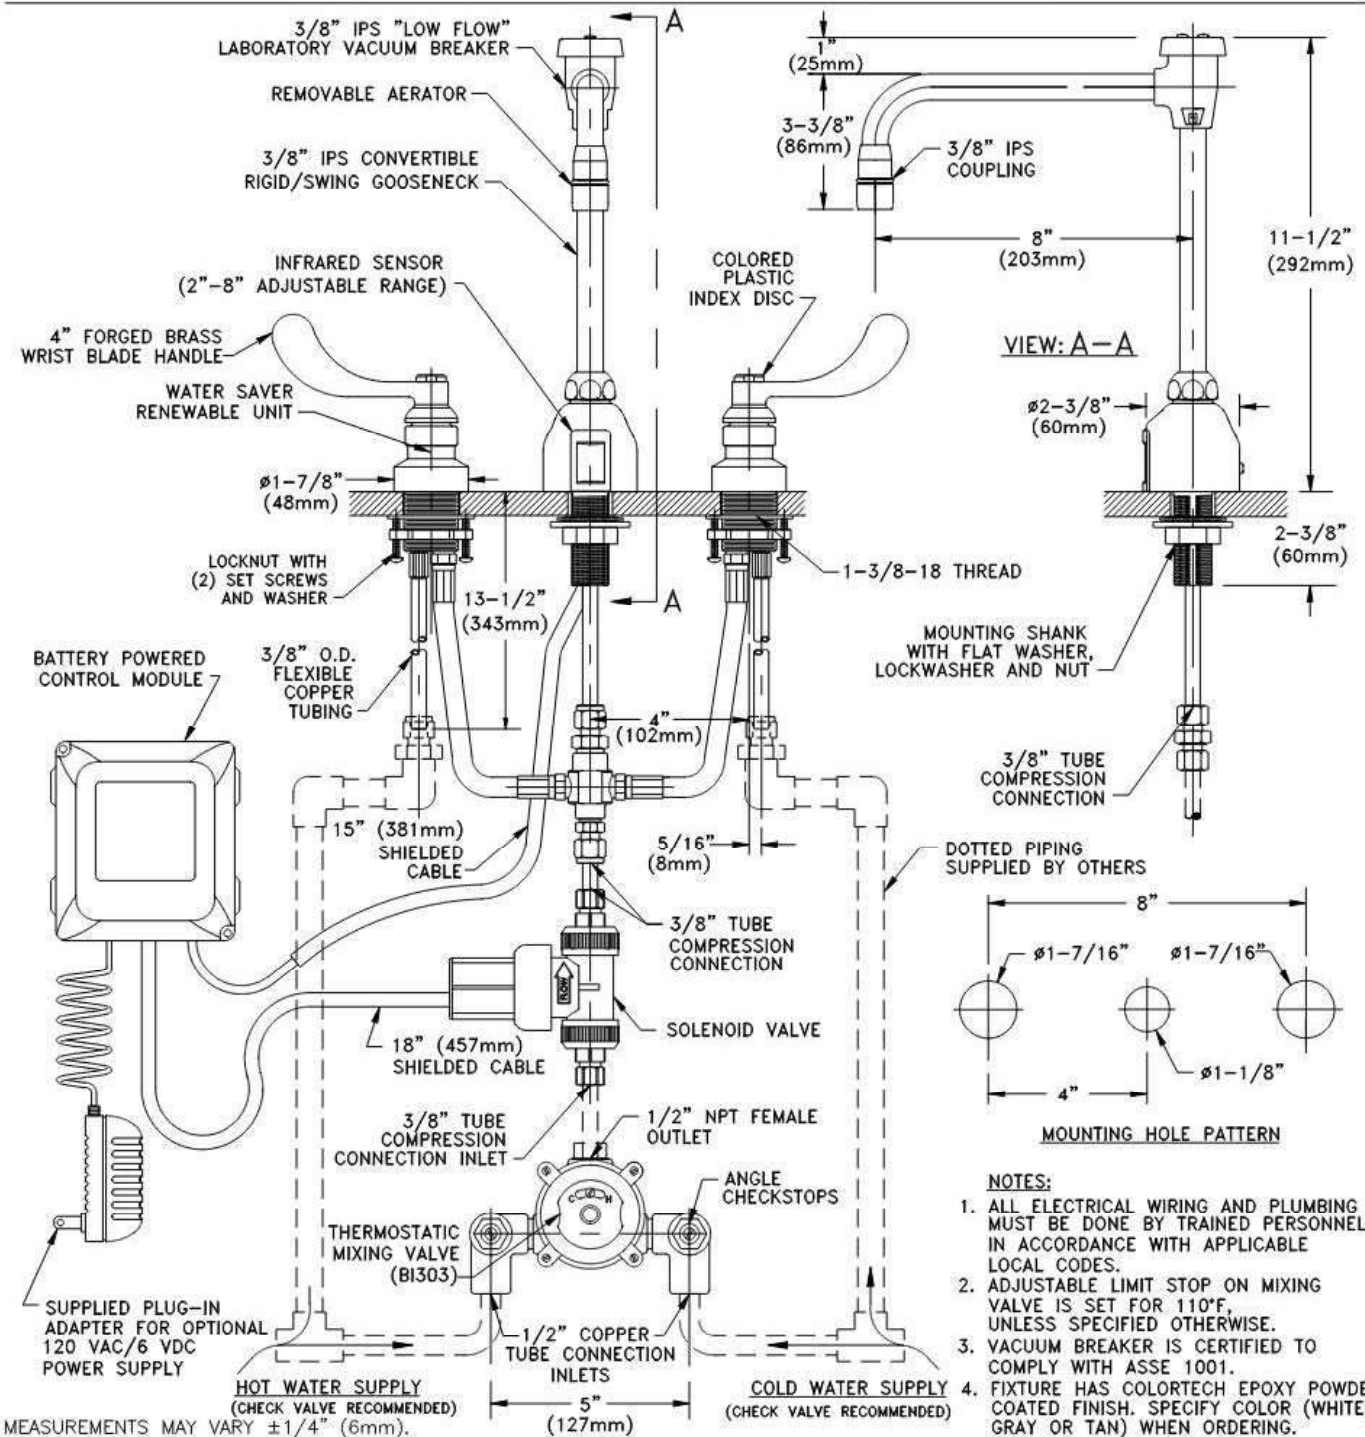 3/8" IPS "LOW FLOW"
LABORATORY VACUUM BREAKER
REMOVABLE AERATOR
3/8" IPS CONVERTIBLE
RIGID/SWING GOOSENECK
INFRARED SENSOR
(2"-8" ADJUSTABLE RANGE)
4" FORGED BRASS
WRIST BLADE HANDLE
WATER SAVER
RENEWABLE UNIT
ø1-7/8"
(48mm)
LOCKNUT WITH
(2) SET SCREWS
AND WASHER
A
A
COLORED
PLASTIC
INDEX DISC
1"
(25mm)
3-3/8"
(86mm)
3/8" IPS
COUPLING
8"
(203mm)
11-1/2"
(292mm)
VIEW: A-A
ø2-3/8"
(60mm)
2-3/8"
(60mm)
1-3/8-18 THREAD
13-1/2"
(343mm)
MOUNTING SHANK
WITH FLAT WASHER,
LOCKWASHER AND NUT
BATTERY POWERED
CONTROL MODULE
3/8" O.D.
FLEXIBLE
COPPER
TUBING
4"
(102mm)
3/8" TUBE
COMPRESSION
CONNECTION
15" (381mm)
SHIELDED
CABLE
5/16"
(8mm)
DOTTED PIPING
SUPPLIED BY OTHERS
3/8" TUBE
COMPRESSION
CONNECTION
FLOW
SOLENOID VALVE
18" (457mm)
SHIELDED CABLE
8"
ø1-7/16"
ø1-7/16"
ø1-1/8"
4"
MOUNTING HOLE PATTERN
3/8" TUBE
COMPRESSION
CONNECTION INLET
1/2" NPT FEMALE
OUTLET
C H
ANGLE
CHECKSTOPS
THERMOSTATIC
MIXING VALVE
(BI303)
SUPPLIED PLUG-IN
ADAPTER FOR OPTIONAL
120 VAC/6 VDC
POWER SUPPLY
1/2" COPPER
TUBE CONNECTION
INLETS
HOT WATER SUPPLY
(CHECK VALVE RECOMMENDED)
5"
(127mm)
COLD WATER SUPPLY
(CHECK VALVE RECOMMENDED)
MEASUREMENTS MAY VARY ±1/4" (6mm).
NOTES:
1. ALL ELECTRICAL WIRING AND PLUMBING
MUST BE DONE BY TRAINED PERSONNEL
IN ACCORDANCE WITH APPLICABLE
LOCAL CODES.
2. ADJUSTABLE LIMIT STOP ON MIXING
VALVE IS SET FOR 110°F,
UNLESS SPECIFIED OTHERWISE.
3. VACUUM BREAKER IS CERTIFIED TO
COMPLY WITH ASSE 1001.
4. FIXTURE HAS COLORTECH EPOXY POWDE
COATED FINISH. SPECIFY COLOR (WHITE
GRAY OR TAN) WHEN ORDERING.